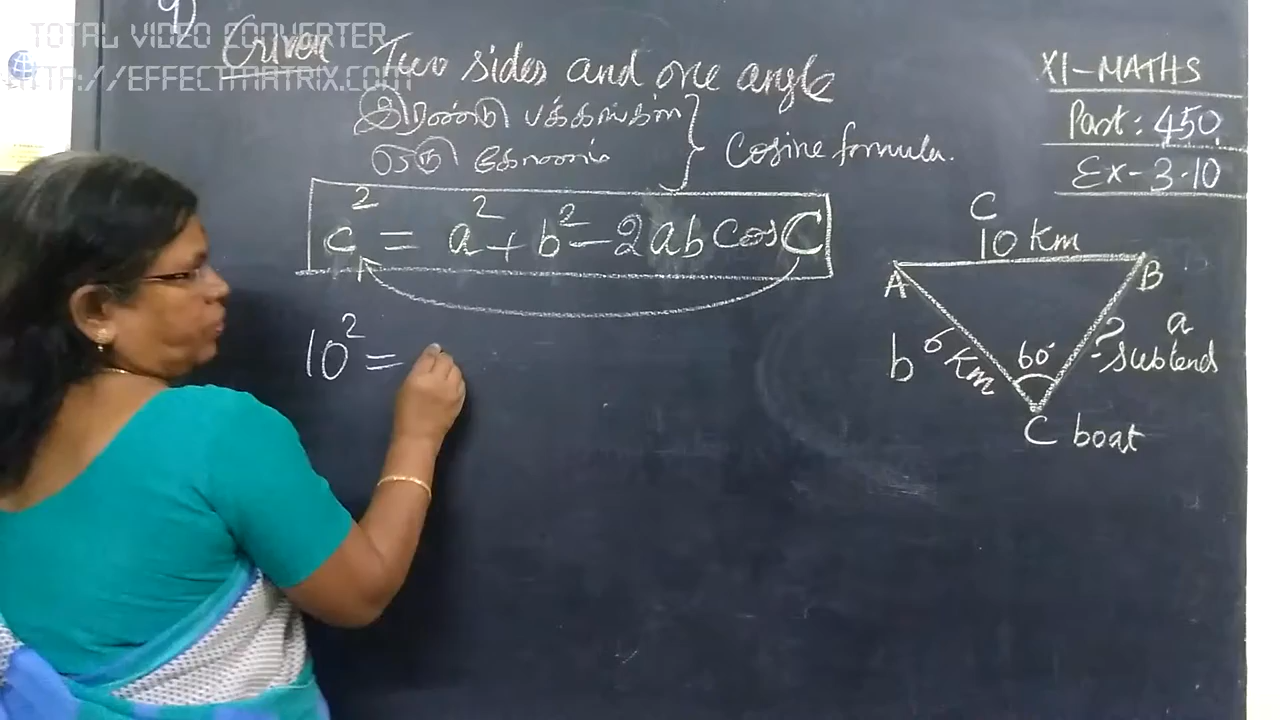 TOTAL VIDEO CONVERTER
HTTP://EFFECTMATRIX.COM
9)
Given Two sides and one angle
இரண்டு பக்கங்கள்
ஒரு கோணம்
Cosine formula.
c² = a² + b² - 2ab cos C
10² =
XI-MATHS
Part: 450
Ex-3.10
C
10 km
A
B
b
6 km
60°
?
a
subtend
C boat